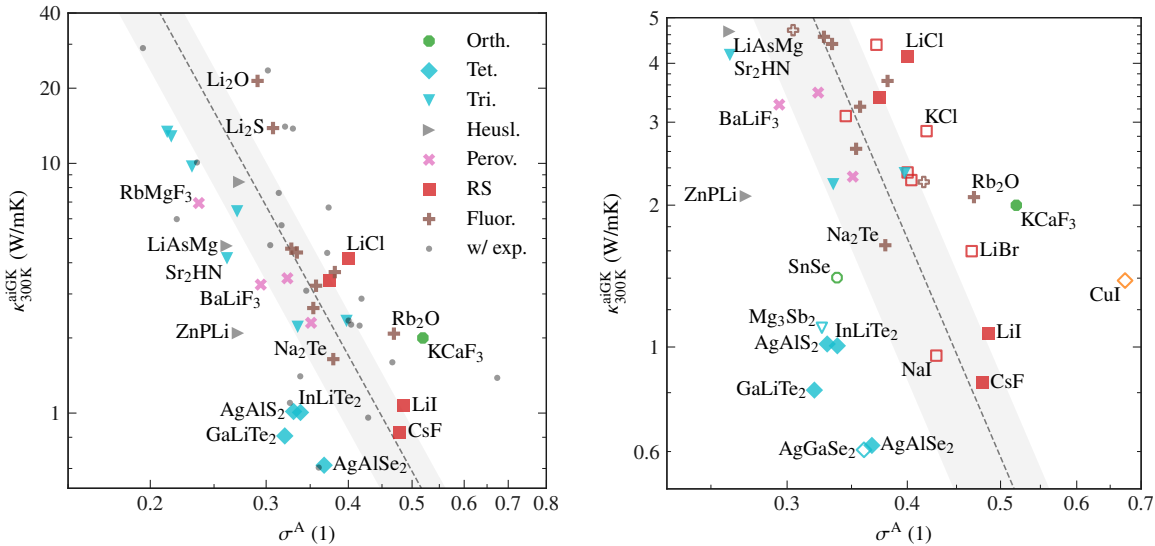 40
20
10
1
κ^aiGK_300K (W/mK)
0.2 0.3 0.4 0.5 0.6 0.7 0.8
σ^A (1)
Orth.
Tet.
Tri.
Heusl.
Perov.
RS
Fluor.
w/ exp.
Li₂O
Li₂S
RbMgF₃
LiAsMg
LiCl
Sr₂HN
BaLiF₃
ZnPLi
Rb₂O
Na₂Te
KCaF₃
InLiTe₂
AgAlS₂
LiI
GaLiTe₂
CsF
AgAlSe₂
5
4
3
2
1
0.6
κ^aiGK_300K (W/mK)
0.3 0.4 0.5 0.6 0.7
σ^A (1)
LiAsMg
LiCl
Sr₂HN
BaLiF₃
KCl
ZnPLi
Rb₂O
KCaF₃
Na₂Te
LiBr
SnSe
CuI
Mg₃Sb₂
InLiTe₂
AgAlS₂
LiI
NaI
GaLiTe₂
CsF
AgGaSe₂
AgAlSe₂